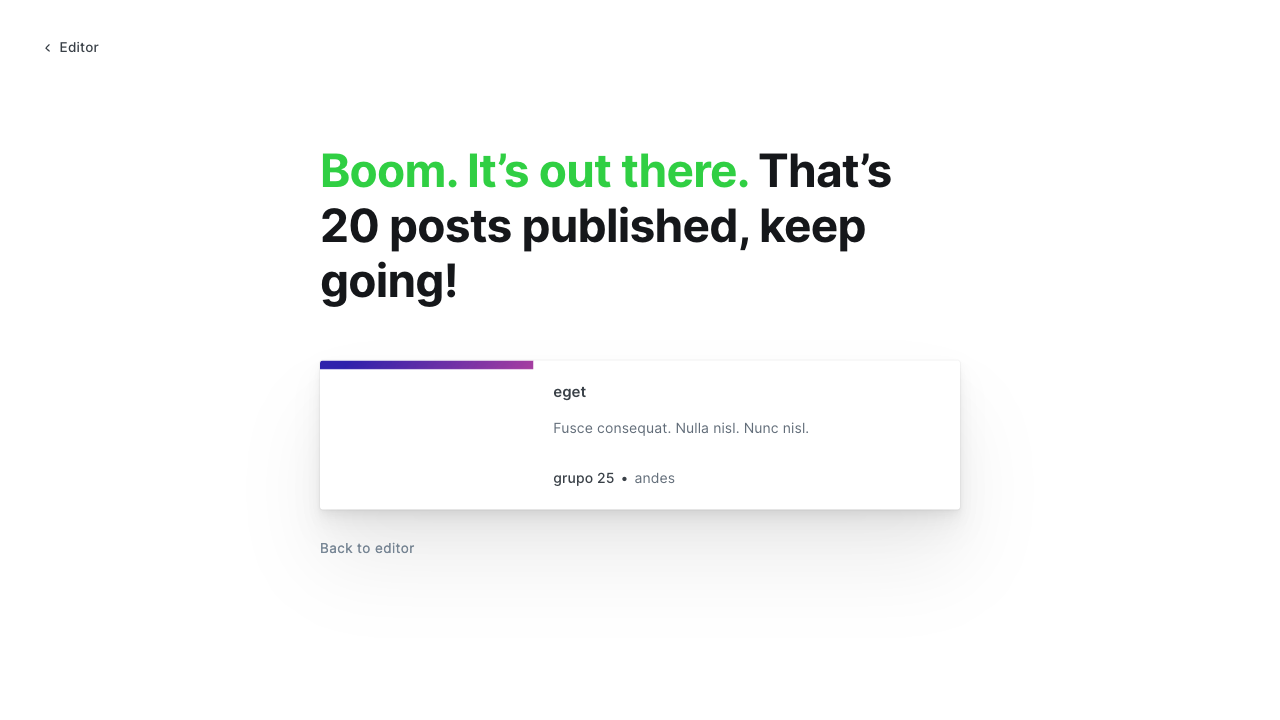 Editor
Boom. It’s out there. That’s
20 posts published, keep
going!
eget
Fusce consequat. Nulla nisl. Nunc nisl.
grupo 25 • andes
Back to editor